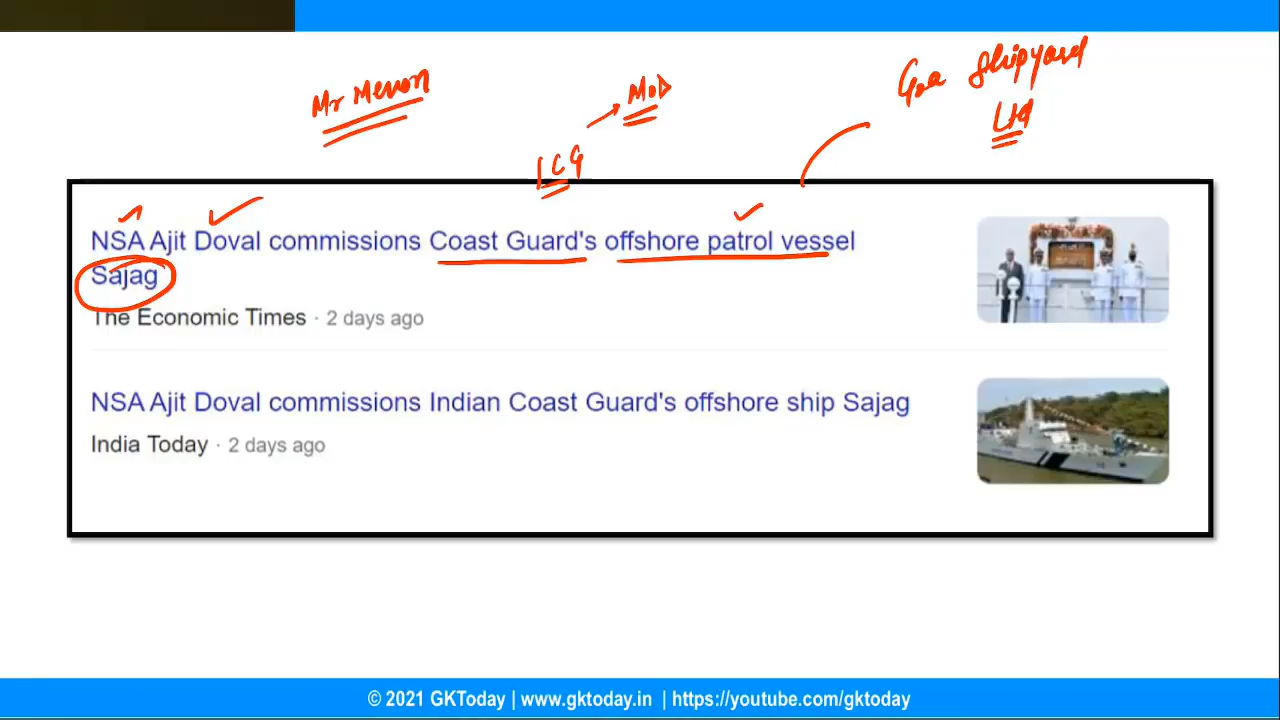 Mr Menon
MoD
Goa Shipyard
Ltd
ICG
NSA Ajit Doval commissions Coast Guard's offshore patrol vessel
Sajag
The Economic Times · 2 days ago
NSA Ajit Doval commissions Indian Coast Guard's offshore ship Sajag
India Today · 2 days ago
© 2021 GKToday | www.gktoday.in | https://youtube.com/gktoday